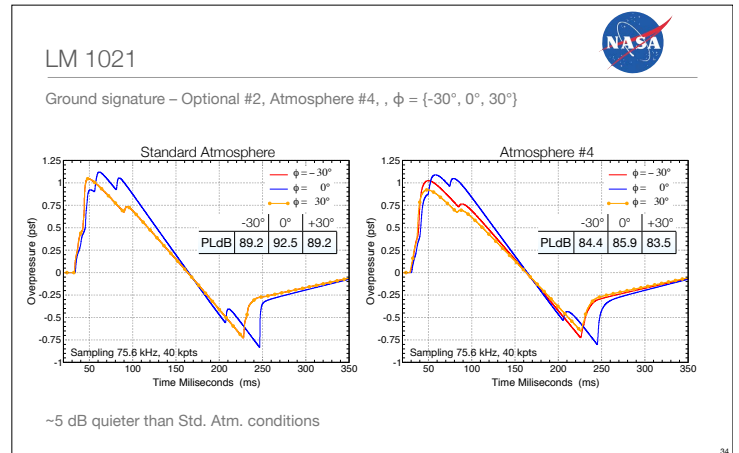 NASA
LM 1021
Ground signature – Optional #2, Atmosphere #4, , ϕ = {-30°, 0°, 30°}
Standard Atmosphere
1.25
1
0.75
0.5
0.25
0
-0.25
-0.5
-0.75
-1
Overpressure (psf)
ϕ = − 30°
ϕ = 0°
ϕ = 30°
-30° 0° +30°
PLdB 89.2 92.5 89.2
Sampling 75.6 kHz, 40 kpts
50 100 150 200 250 300 350
Time Miliseconds (ms)
Atmosphere #4
1.25
1
0.75
0.5
0.25
0
-0.25
-0.5
-0.75
-1
Overpressure (psf)
ϕ = − 30°
ϕ = 0°
ϕ = 30°
-30° 0° +30°
PLdB 84.4 85.9 83.5
Sampling 75.6 kHz, 40 kpts
50 100 150 200 250 300 350
Time Miliseconds (ms)
~5 dB quieter than Std. Atm. conditions
34